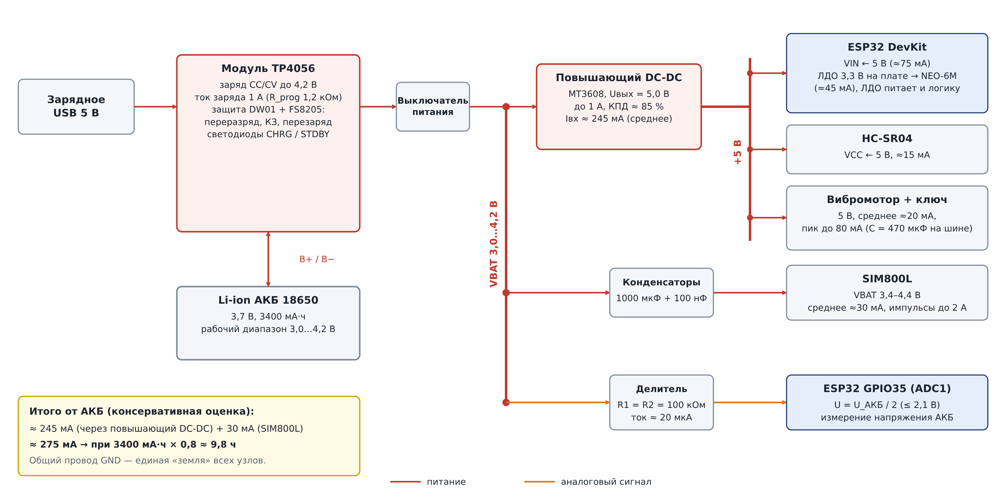 Зарядное
USB 5 В
Модуль TP4056
заряд CC/CV до 4,2 В
ток заряда 1 А (R_prog 1,2 кОм)
защита DW01 + FS8205:
переразряд, КЗ, перезаряд
светодиоды CHRG / STDBY
B+ / B−
Li-ion АКБ 18650
3,7 В, 3400 мА·ч
рабочий диапазон 3,0…4,2 В
Выключатель
питания
VBAT 3,0…4,2 В
Повышающий DC-DC
MT3608, Uвых = 5,0 В
до 1 А, КПД ≈ 85 %
Iвх ≈ 245 мА (среднее)
+5 В
ESP32 DevKit
VIN ← 5 В (≈75 мА)
ЛДО 3,3 В на плате → NEO-6M
(≈45 мА), ЛДО питает и логику
HC-SR04
VCC ← 5 В, ≈15 мА
Вибромотор + ключ
5 В, среднее ≈20 мА,
пик до 80 мА (C = 470 мкФ на шине)
Конденсаторы
1000 мкФ + 100 нФ
SIM800L
VBAT 3,4–4,4 В
среднее ≈30 мА, импульсы до 2 А
Делитель
R1 = R2 = 100 кОм
ток ≈ 20 мкА
ESP32 GPIO35 (ADC1)
U = U_АКБ / 2 (≤ 2,1 В)
измерение напряжения АКБ
Итого от АКБ (консервативная оценка):
≈ 245 мА (через повышающий DC-DC) + 30 мА (SIM800L)
≈ 275 мА → при 3400 мА·ч × 0,8 ≈ 9,8 ч
Общий провод GND — единая «земля» всех узлов.
питание
аналоговый сигнал